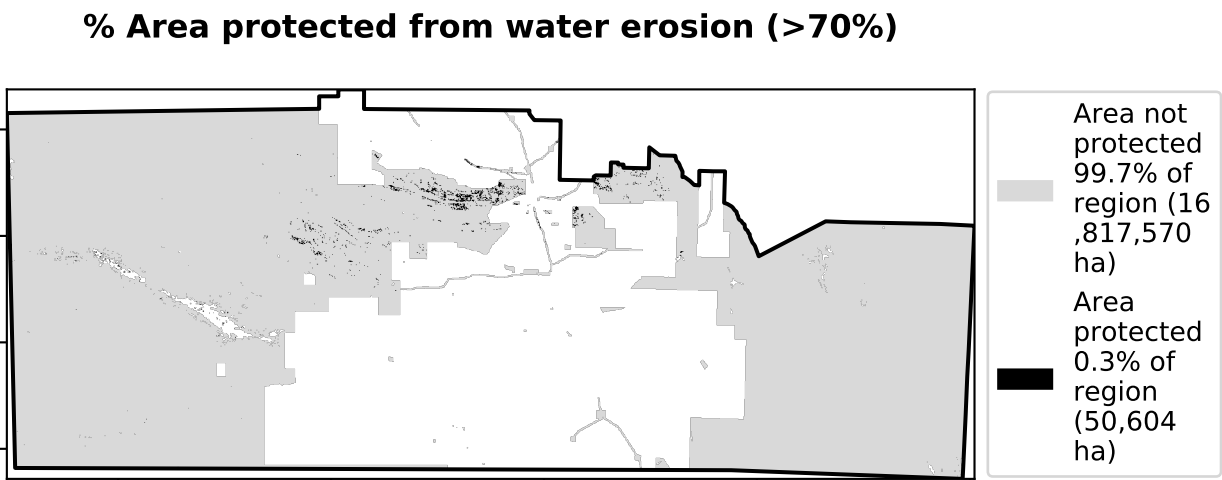 % Area protected from water erosion (>70%)
Area not
protected
99.7% of
region (16
,817,570
ha)
Area
protected
0.3% of
region
(50,604
ha)